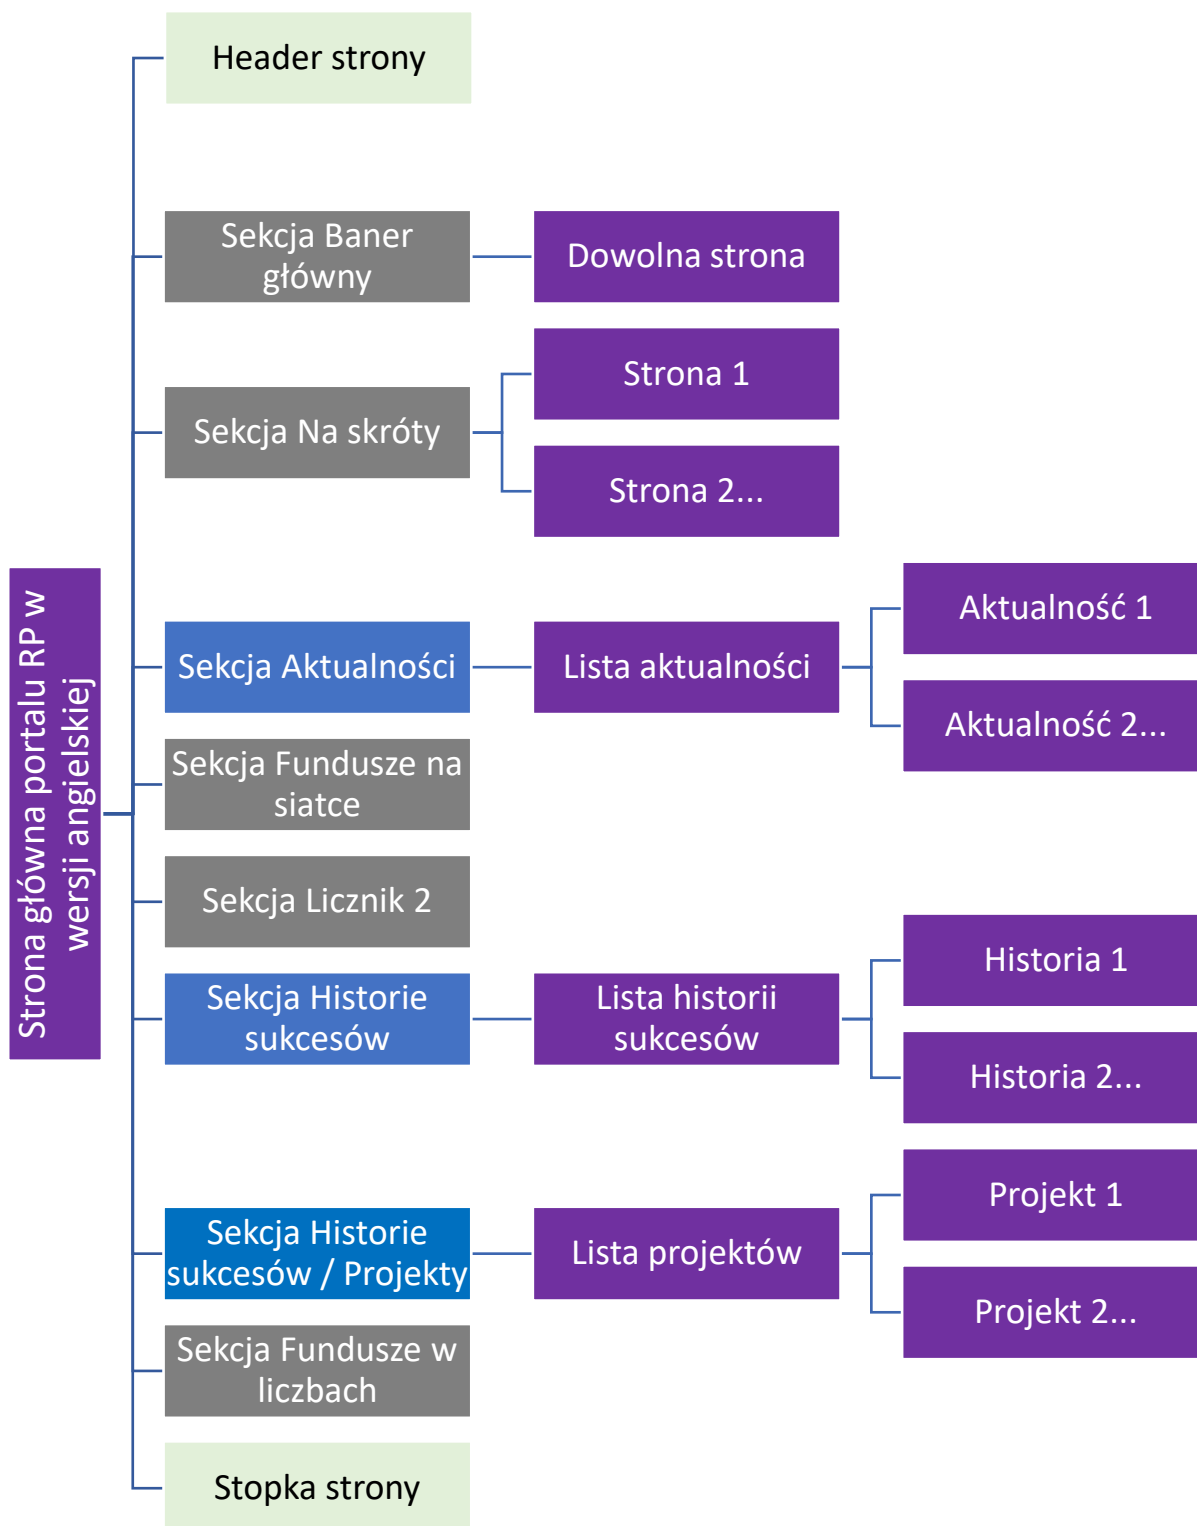 Header strony
Sekcja Baner
główny
Dowolna strona
Sekcja Na skróty
Strona 1
Strona 2...
Strona główna portalu RP w
wersji angielskiej
Sekcja Aktualności
Lista aktualności
Aktualność 1
Aktualność 2...
Sekcja Fundusze na
siatce
Sekcja Licznik 2
Sekcja Historie
sukcesów
Lista historii
sukcesów
Historia 1
Historia 2...
Sekcja Historie
sukcesów / Projekty
Lista projektów
Projekt 1
Projekt 2...
Sekcja Fundusze w
liczbach
Stopka strony